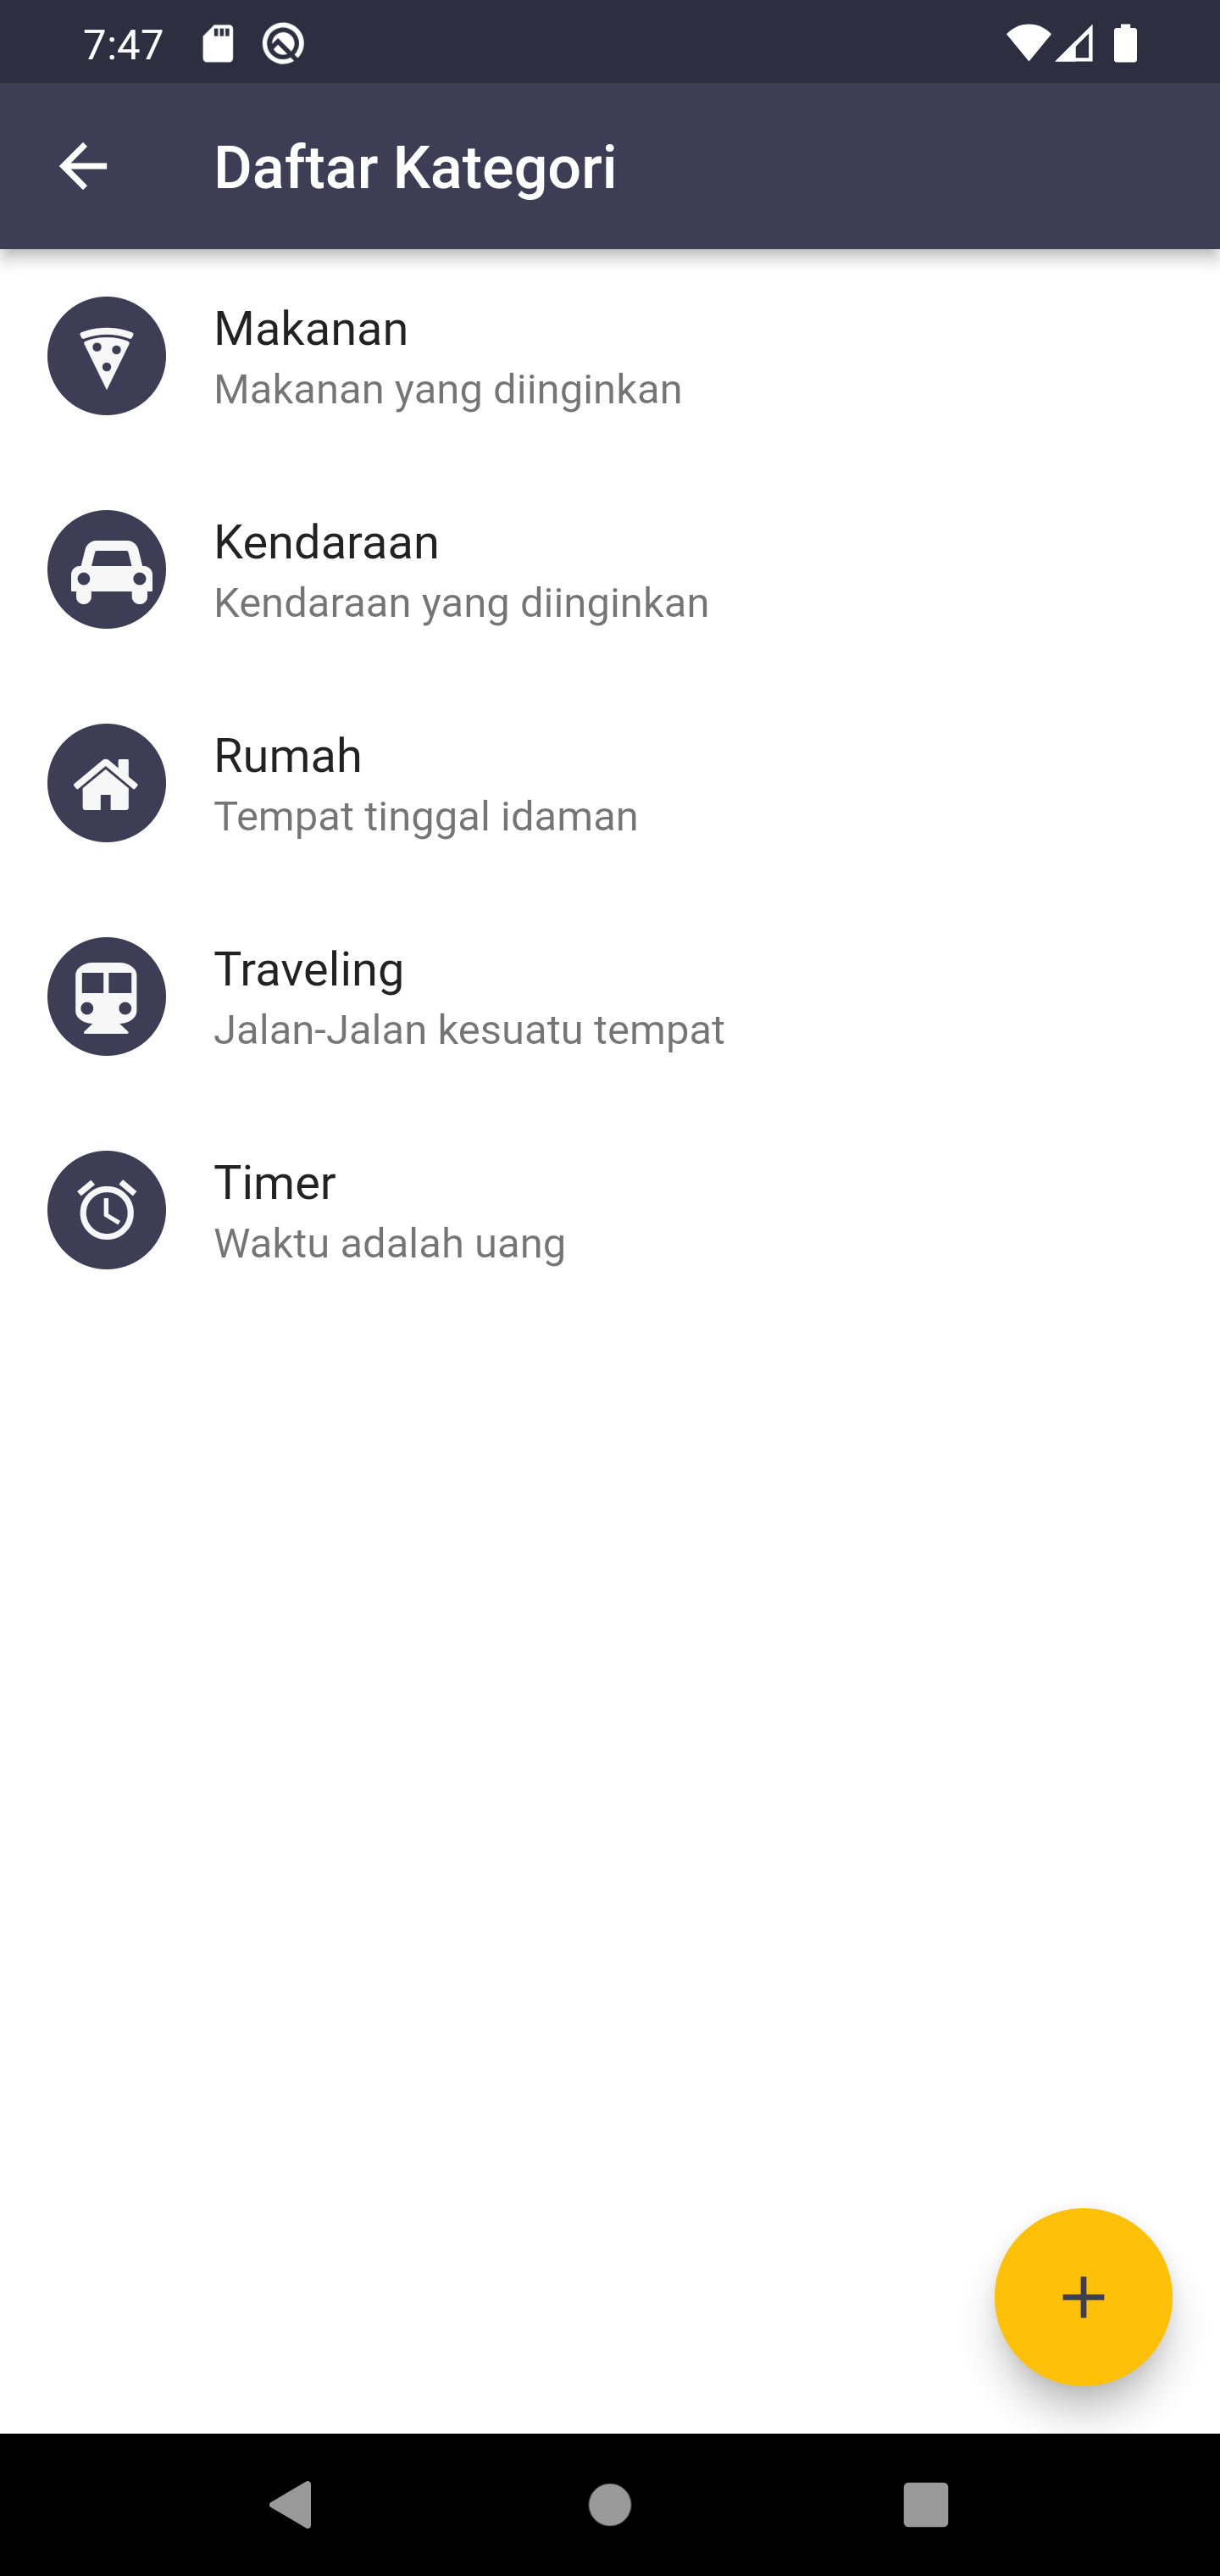 7:47
Daftar Kategori
Makanan
Makanan yang diinginkan
Kendaraan
Kendaraan yang diinginkan
Rumah
Tempat tinggal idaman
Traveling
Jalan-Jalan kesuatu tempat
Timer
Waktu adalah uang